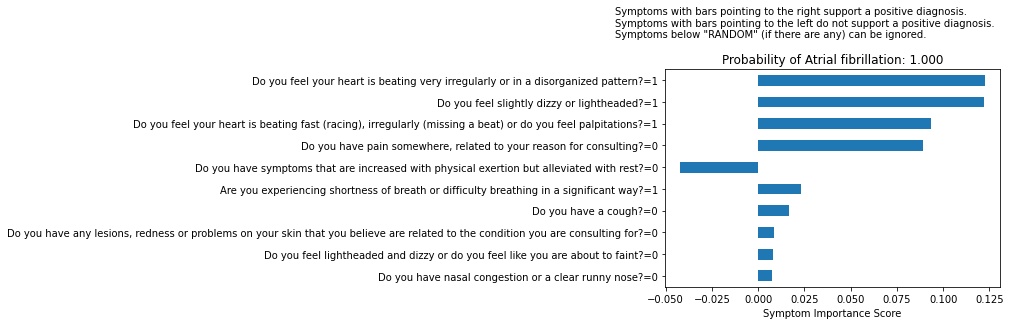 Symptoms with bars pointing to the right support a positive diagnosis.
Symptoms with bars pointing to the left do not support a positive diagnosis.
Symptoms below "RANDOM" (if there are any) can be ignored.
Probability of Atrial fibrillation: 1.000
Do you feel your heart is beating very irregularly or in a disorganized pattern?=1
Do you feel slightly dizzy or lightheaded?=1
Do you feel your heart is beating fast (racing), irregularly (missing a beat) or do you feel palpitations?=1
Do you have pain somewhere, related to your reason for consulting?=0
Do you have symptoms that are increased with physical exertion but alleviated with rest?=0
Are you experiencing shortness of breath or difficulty breathing in a significant way?=1
Do you have a cough?=0
Do you have any lesions, redness or problems on your skin that you believe are related to the condition you are consulting for?=0
Do you feel lightheaded and dizzy or do you feel like you are about to faint?=0
Do you have nasal congestion or a clear runny nose?=0
−0.050 −0.025 0.000 0.025 0.050 0.075 0.100 0.125
Symptom Importance Score